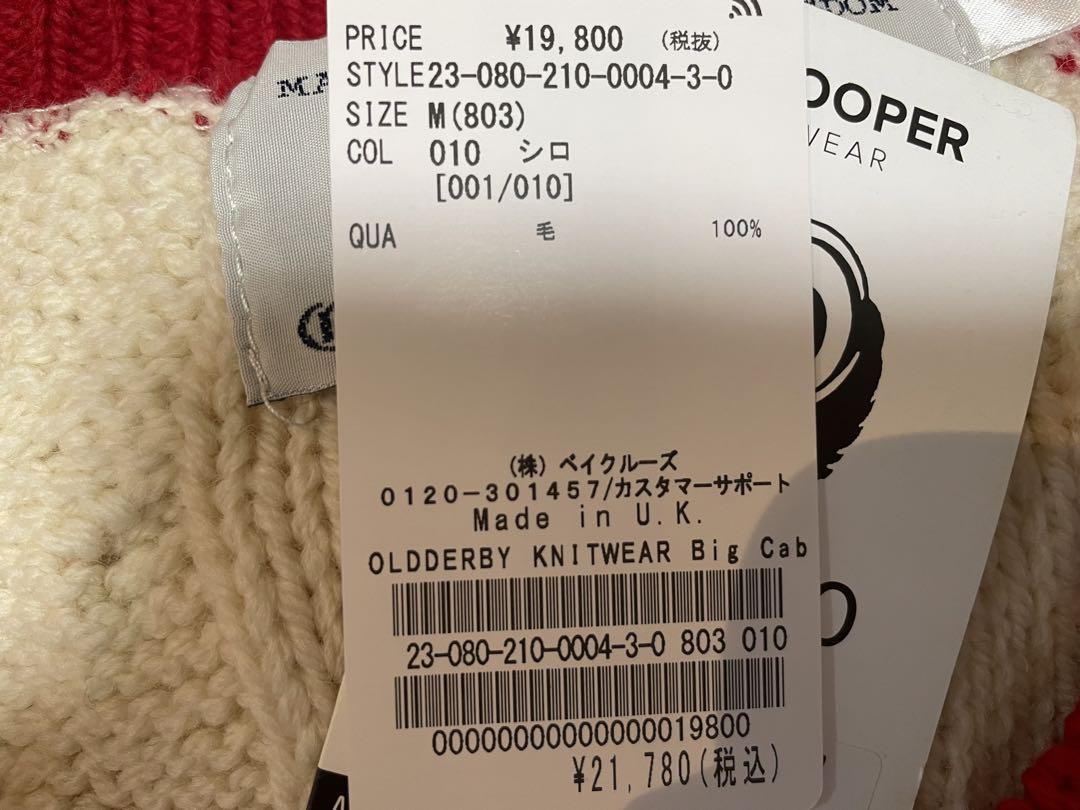 PRICE ¥19,800 (税抜)
STYLE23-080-210-0004-3-0
SIZE M(803)
COL 010 シロ
[001/010]
QUA 毛 100%
(株) ベイクルーズ
0120-301457/カスタマーサポート
Made in U.K.
OLDDERBY KNITWEAR Big Cab
23-080-210-0004-3-0 803 010
00000000000000019800
¥21,780(税込)
OOPER
WEAR